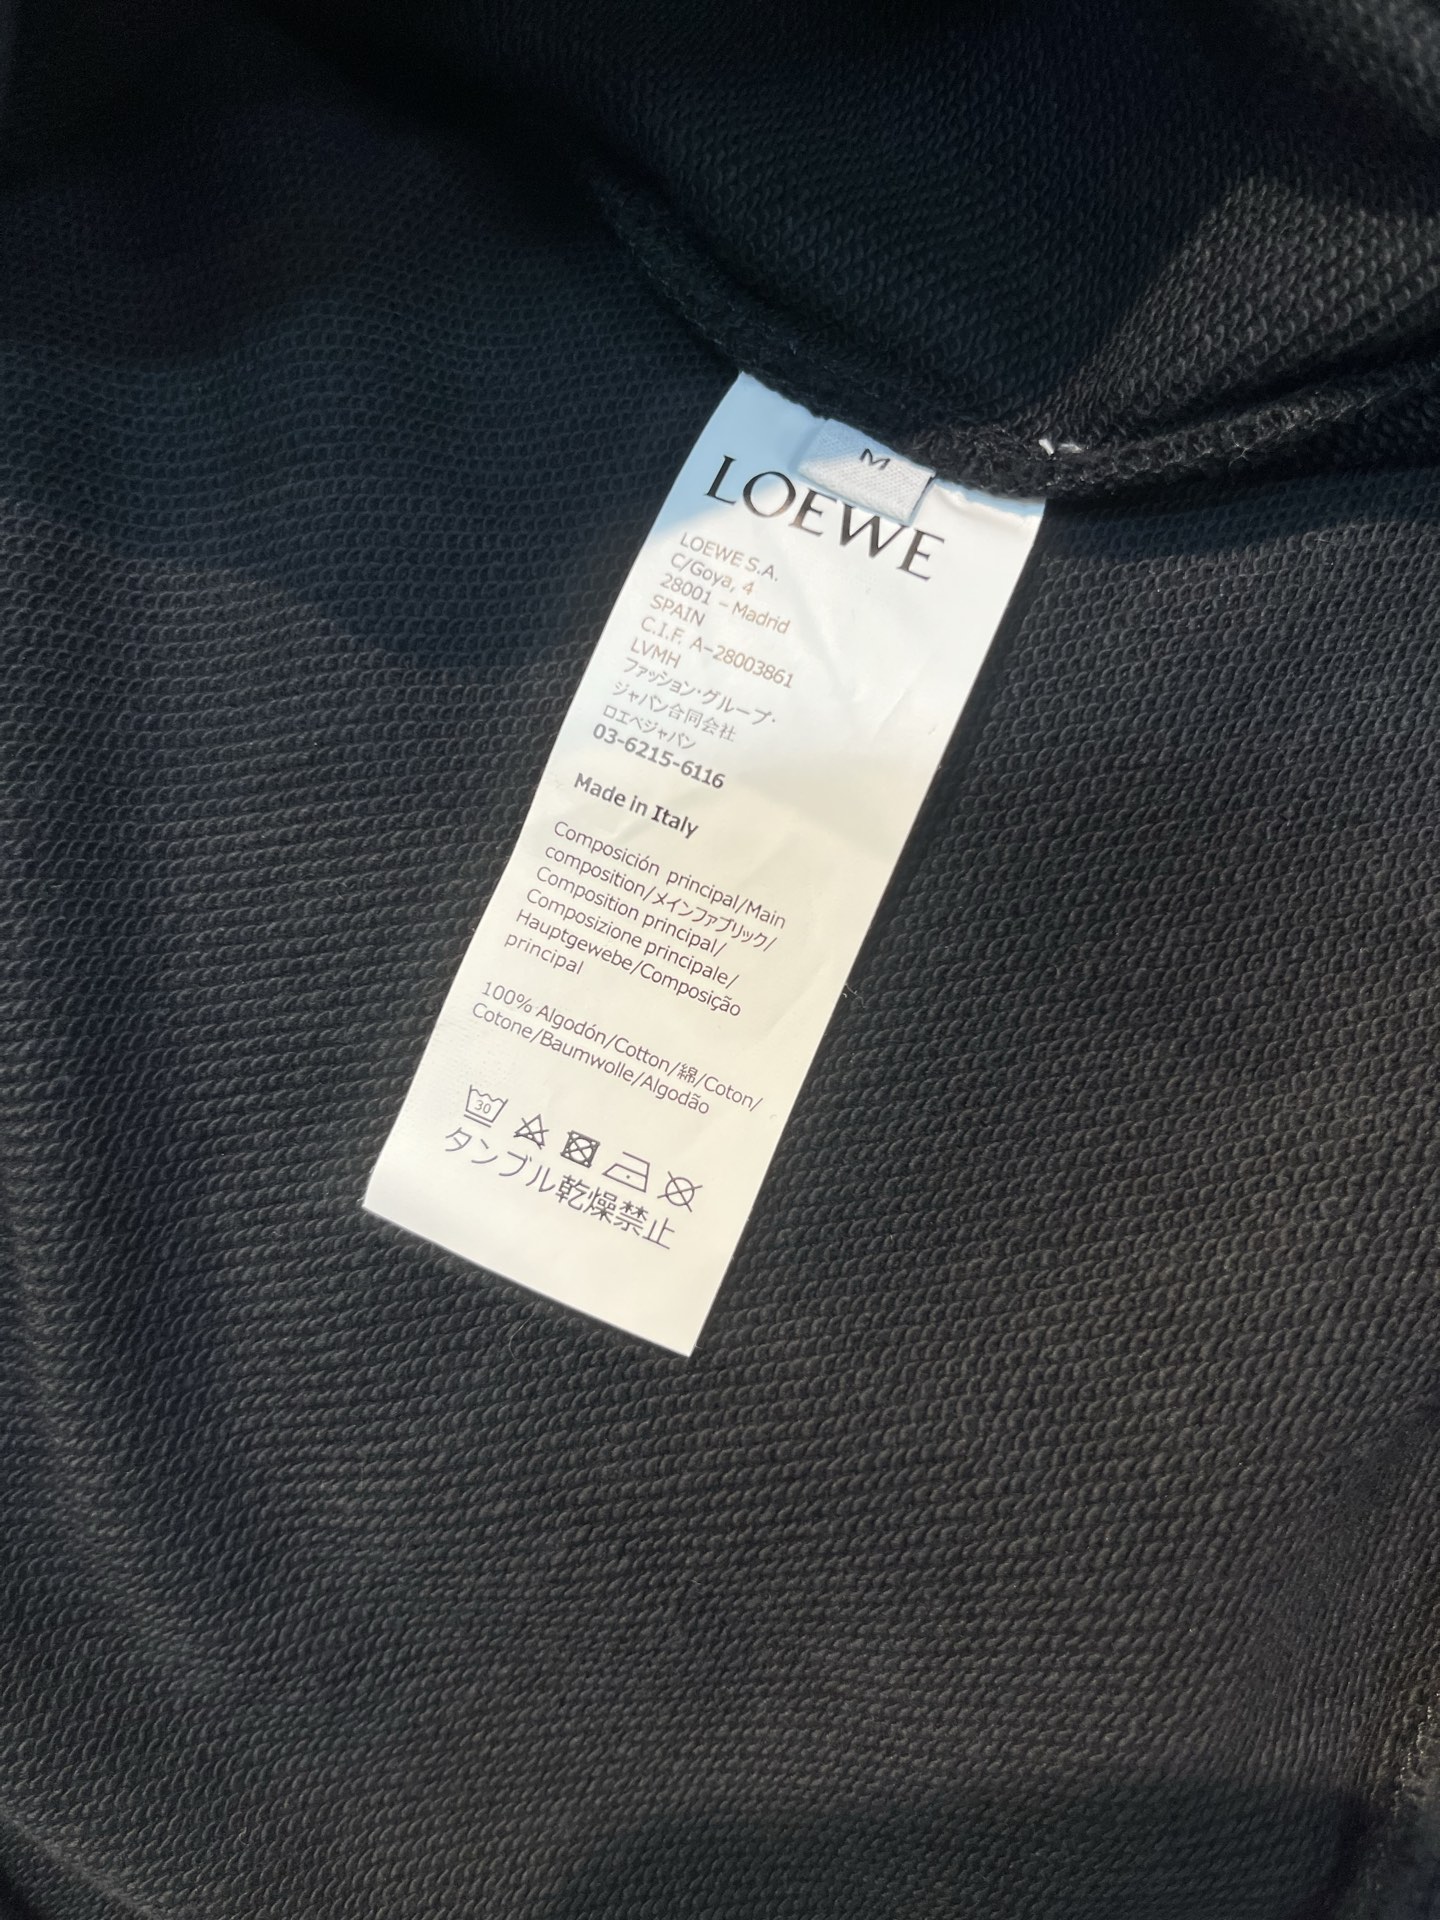 M
LOEWE
LOEWE S.A.
C/Goya, 4
28001 – Madrid
SPAIN
C.I.F. A-28003861
LVMH
ファッション・グループ・
ジャパン合同会社
ロエベジャパン
03-6215-6116
Made in Italy
Composición principal/Main
composition/メインファブリック/
Composition principal/
Composizione principale/
Hauptgewebe/Composição
principal
100% Algodón/Cotton/綿/Coton/
Cotone/Baumwolle/Algodão
30
タンブル乾燥禁止